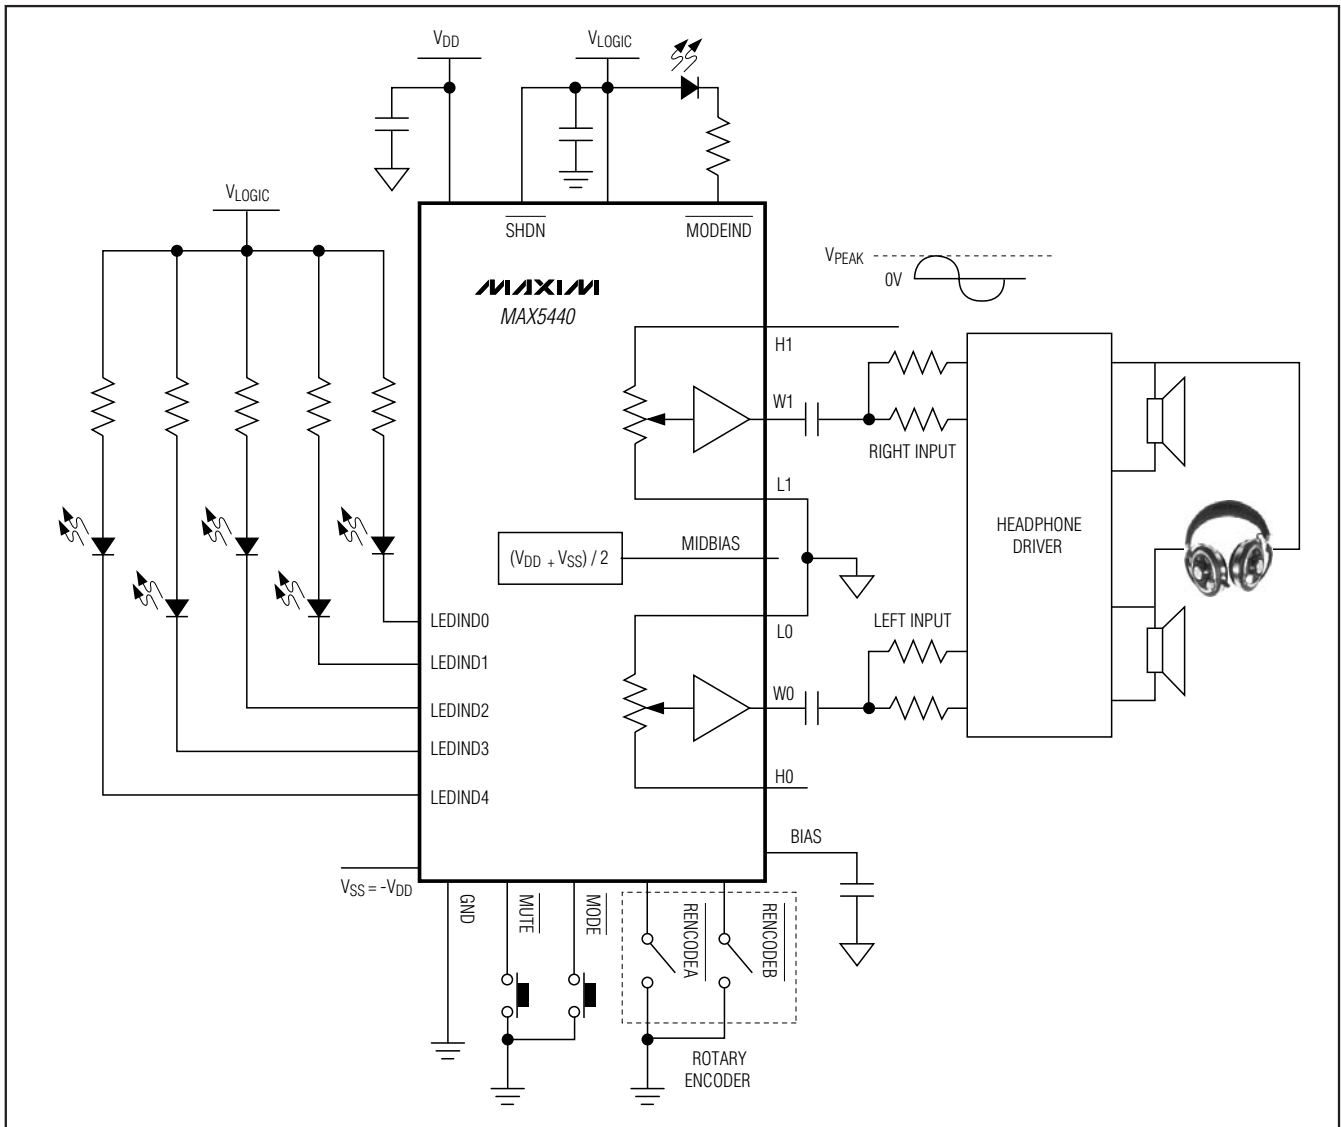 VDD
VLOGIC
VLOGIC
SHDN
MODEIND
MAXIM
MAX5440
VPEAK
0V
H1
W1
RIGHT INPUT
L1
HEADPHONE
DRIVER
MIDBIAS
(VDD + VSS) / 2
LEFT INPUT
L0
W0
H0
LEDIND0
LEDIND1
LEDIND2
LEDIND3
LEDIND4
BIAS
VSS = -VDD
GND
MUTE
MODE
RENCODEA
RENCODEB
ROTARY
ENCODER